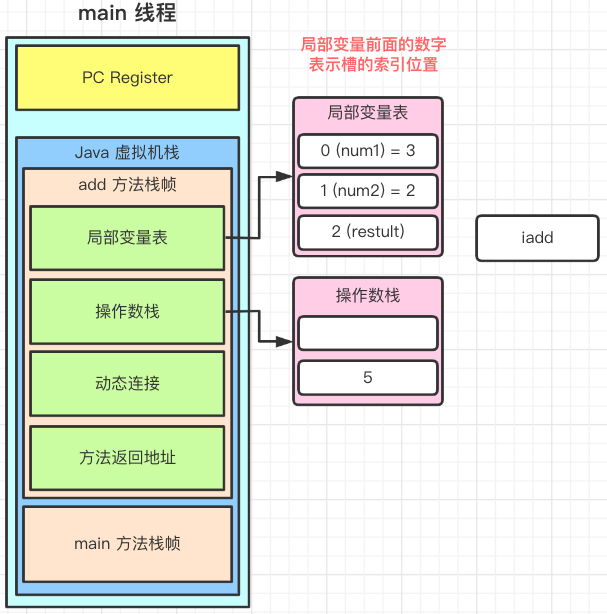 main 线程
PC Register
Java 虚拟机栈
add 方法栈帧
局部变量表
操作数栈
动态连接
方法返回地址
main 方法栈帧
局部变量前面的数字
表示槽的索引位置
局部变量表
0 (num1) = 3
1 (num2) = 2
2 (restult)
操作数栈
5
iadd